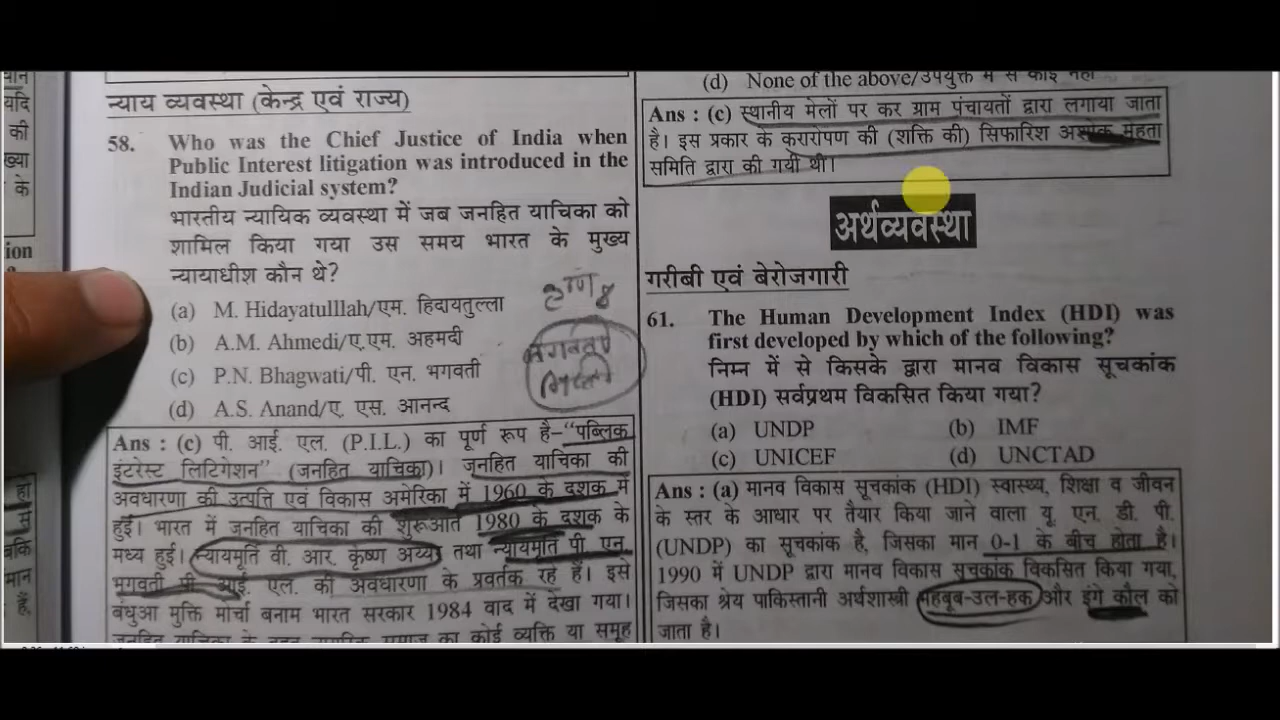 न्याय व्यवस्था (केन्द्र एवं राज्य)
58. Who was the Chief Justice of India when
Public Interest litigation was introduced in the
Indian Judicial system?
भारतीय न्यायिक व्यवस्था में जब जनहित याचिका को
शामिल किया गया उस समय भारत के मुख्य
न्यायाधीश कौन थे?
(a) M. Hidayatulllah/एम. हिदायतुल्ला
(b) A.M. Ahmedi/ए.एम. अहमदी
(c) P.N. Bhagwati/पी. एन. भगवती
(d) A.S. Anand/ए. एस. आनन्द
Ans : (c) पी. आई. एल. (P.I.L.) का पूर्ण रूप है–"पब्लिक
इंटरेस्ट लिटिगेशन" (जनहित याचिका)। जनहित याचिका की
अवधारणा की उत्पत्ति एवं विकास अमेरिका में 1960 के दशक में
हुई। भारत में जनहित याचिका की शुरूआत 1980 के दशक के
मध्य हुई। न्यायमूर्ति वी. आर. कृष्ण अय्यर तथा न्यायमूर्ति पी. एन.
भगवती पी. आई. एल. की अवधारणा के प्रवर्तक रहे हैं। इसे
बंधुआ मुक्ति मोर्चा बनाम भारत सरकार 1984 वाद में देखा गया।
जनहित याचिका के तहत नागरिक समाज का कोई व्यक्ति या समूह
(d) None of the above/उपर्युक्त में से कोई नहीं
Ans : (c) स्थानीय मेलों पर कर ग्राम पंचायतों द्वारा लगाया जाता
है। इस प्रकार के करारोपण की (शक्ति की) सिफारिश अशोक मेहता
समिति द्वारा की गयी थी।
अर्थव्यवस्था
गरीबी एवं बेरोजगारी
61. The Human Development Index (HDI) was
first developed by which of the following?
निम्न में से किसके द्वारा मानव विकास सूचकांक
(HDI) सर्वप्रथम विकसित किया गया?
(a) UNDP (b) IMF
(c) UNICEF (d) UNCTAD
Ans : (a) मानव विकास सूचकांक (HDI) स्वास्थ्य, शिक्षा व जीवन
के स्तर के आधार पर तैयार किया जाने वाला यू. एन. डी. पी.
(UNDP) का सूचकांक है, जिसका मान 0-1 के बीच होता है।
1990 में UNDP द्वारा मानव विकास सूचकांक विकसित किया गया,
जिसका श्रेय पाकिस्तानी अर्थशास्त्री महबूब-उल-हक और इंगे कौल को
जाता है।